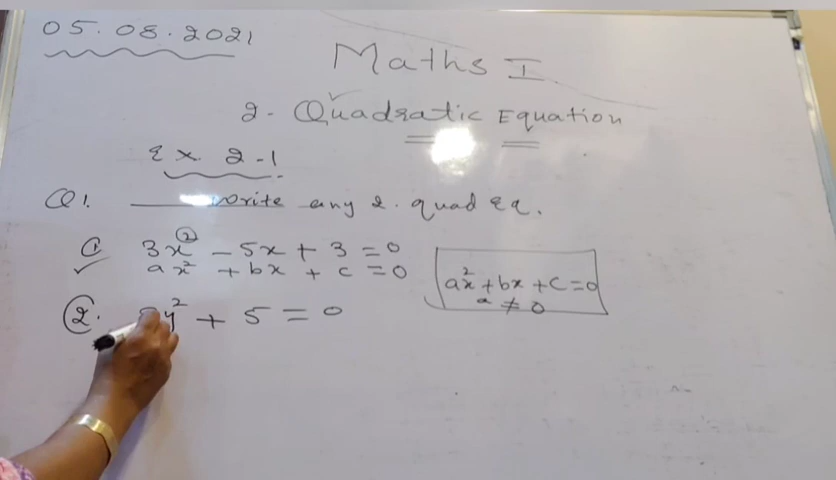 05.08.2021
Maths I
2- Quadratic Equation
Ex. 2-1
Q1. write any 2. quad Eq.
① 3x² - 5x + 3 = 0
ax² + bx + c = 0
ax² + bx + c = 0
a ≠ 0
②. y² + 5 = 0